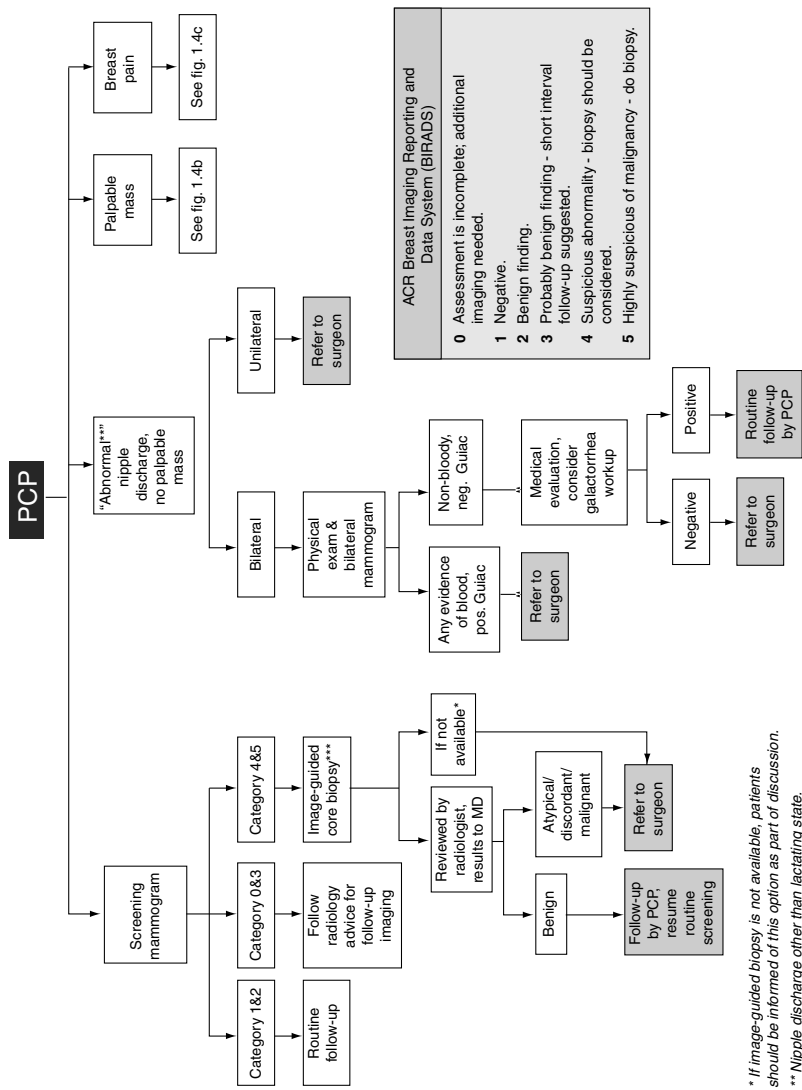 PCP
Screening
mammogram
"Abnormal**"
nipple
discharge,
no palpable
mass
Palpable
mass
Breast
pain
See fig. 1.4b
See fig. 1.4c
Category 1&2
Category 0&3
Category 4&5
Routine
follow-up
Follow
radiology
advice for
follow-up
imaging
Image-guided
core biopsy***
Reviewed by
radiologist,
results to MD
If not
available*
Benign
Atypical/
discordant/
malignant
Follow-up
by PCP,
resume
routine
screening
Refer to
surgeon
Bilateral
Unilateral
Physical
exam &
bilateral
mammogram
Refer to
surgeon
Any evidence
of blood,
pos. Guiac
Non-bloody,
neg. Guiac
Refer to
surgeon
Medical
evaluation,
consider
galactorrhea
workup
Negative
Positive
Refer to
surgeon
Routine
follow-up
by PCP
ACR Breast Imaging Reporting and
Data System (BIRADS)
0 Assessment is incomplete; additional
imaging needed.
1 Negative.
2 Benign finding.
3 Probably benign finding - short interval
follow-up suggested.
4 Suspicious abnormality - biopsy should be
considered.
5 Highly suspicious of malignancy - do biopsy.
* If image-guided biopsy is not available, patients
should be informed of this option as part of discussion.
** Nipple discharge other than lactating state.